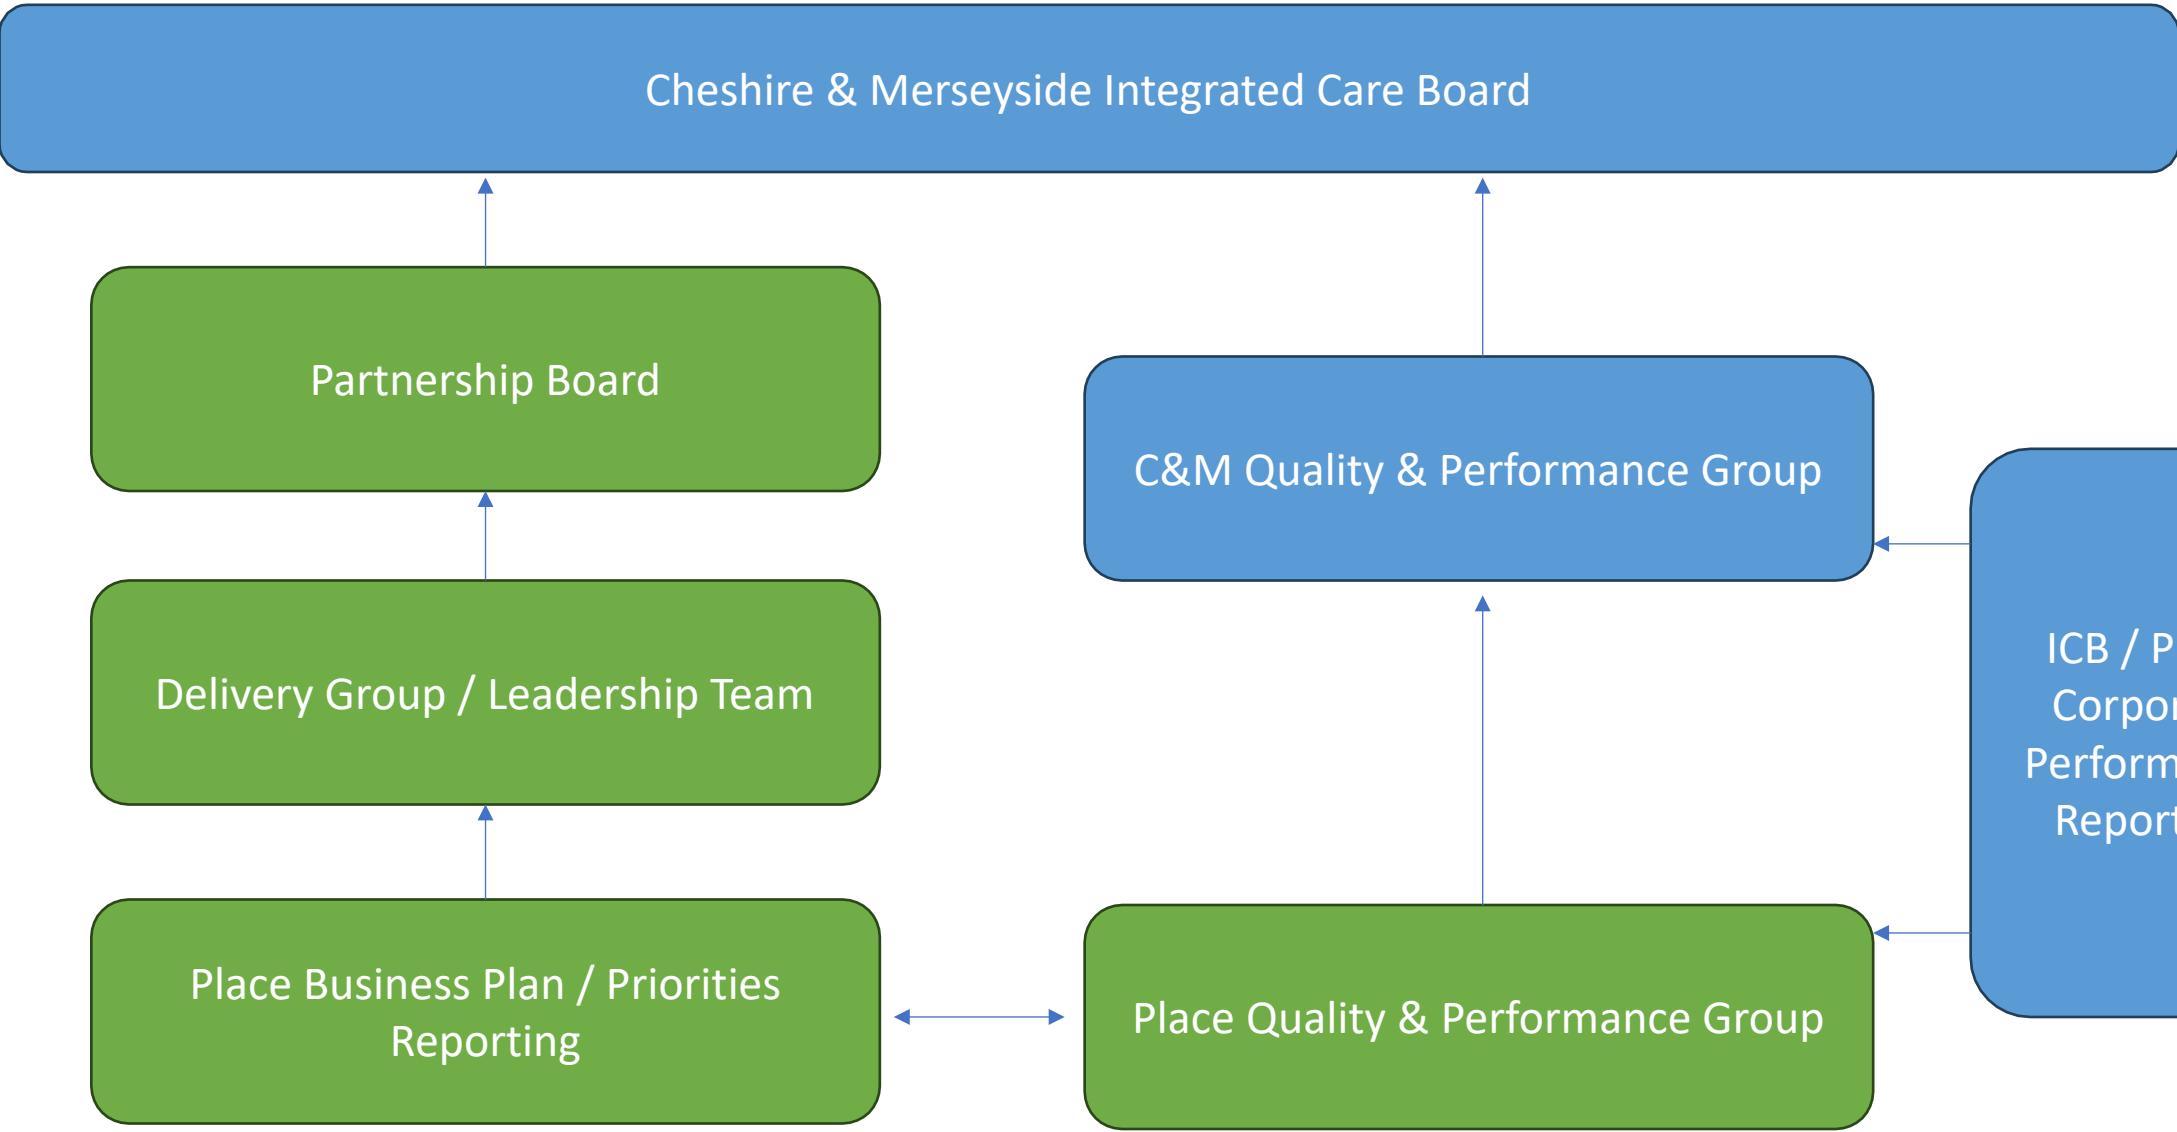 Cheshire & Merseyside Integrated Care Board
Partnership Board
C&M Quality & Performance Group
Delivery Group / Leadership Team
ICB /
Place Business Plan / Priorities
Reporting
Place Quality & Performance Group